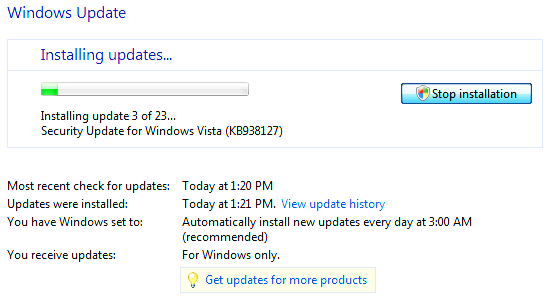 Windows Update
Installing updates...
Stop installation
Installing update 3 of 23...
Security Update for Windows Vista (KB938127)
Most recent check for updates: Today at 1:20 PM
Updates were installed: Today at 1:21 PM. View update history
You have Windows set to: Automatically install new updates every day at 3:00 AM
(recommended)
You receive updates: For Windows only.
Get updates for more products